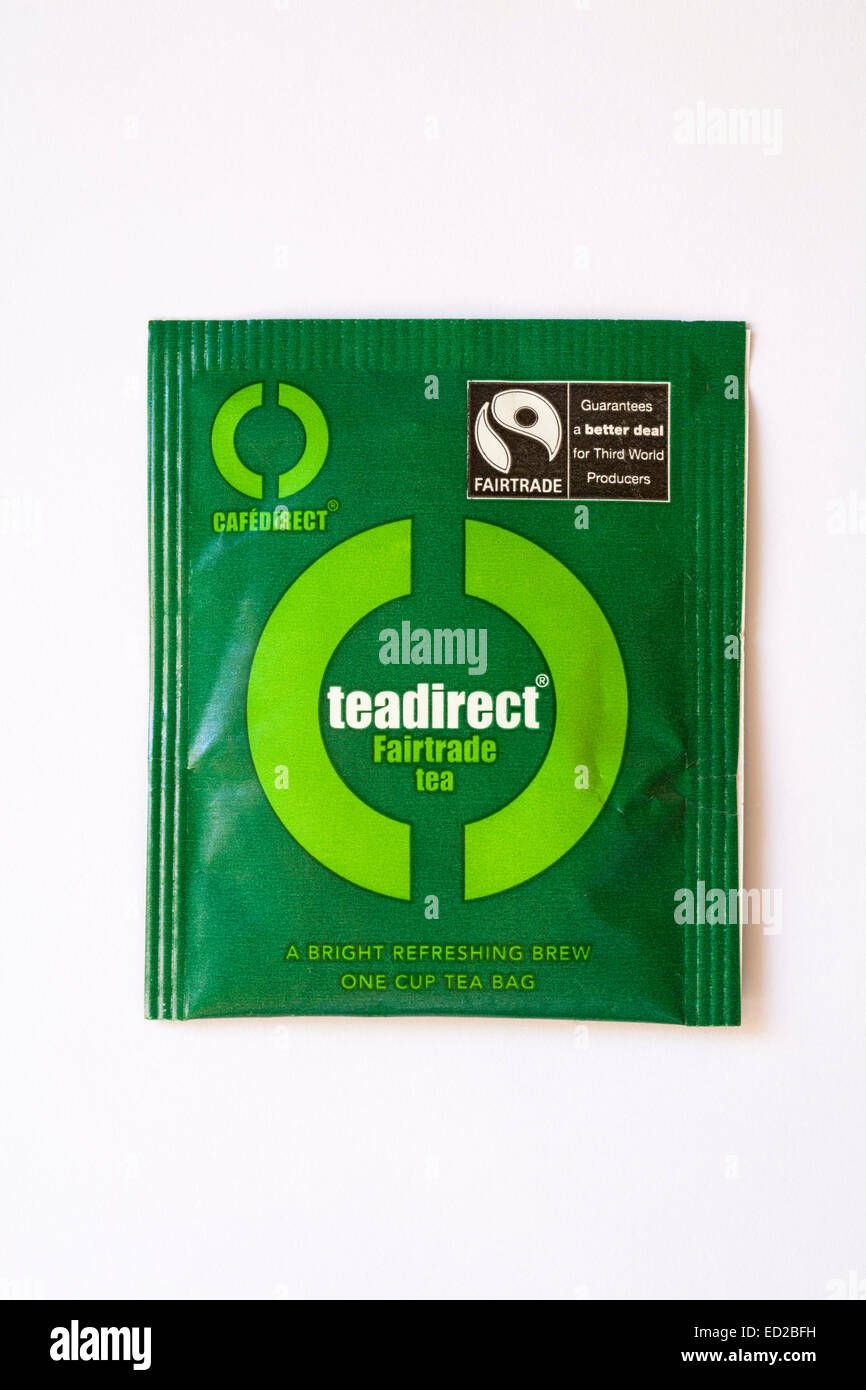 CAFÉDIRECT®
FAIRTRADE
Guarantees
a better deal
for Third World
Producers
teadirect®
Fairtrade
tea
A BRIGHT REFRESHING BREW
ONE CUP TEA BAG
alamy
alamy
alamy
alamy
Image ID: ED2BFH
www.alamy.com